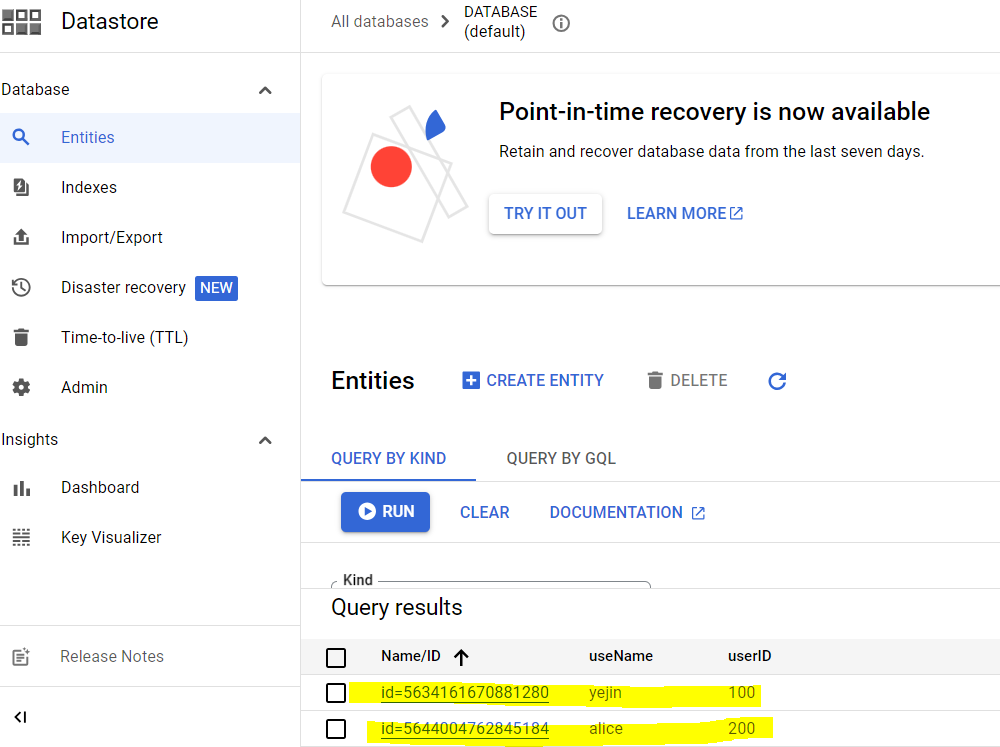 Datastore
All databases
DATABASE
(default)
Database
Entities
Indexes
Import/Export
Disaster recovery NEW
Time-to-live (TTL)
Admin
Insights
Dashboard
Key Visualizer
Release Notes
Point-in-time recovery is now available
Retain and recover database data from the last seven days.
TRY IT OUT LEARN MORE
Entities CREATE ENTITY DELETE
QUERY BY KIND QUERY BY GQL
RUN CLEAR DOCUMENTATION
Kind
Query results
Name/ID useName userID
id=5634161670881280 yejin 100
id=5644004762845184 alice 200